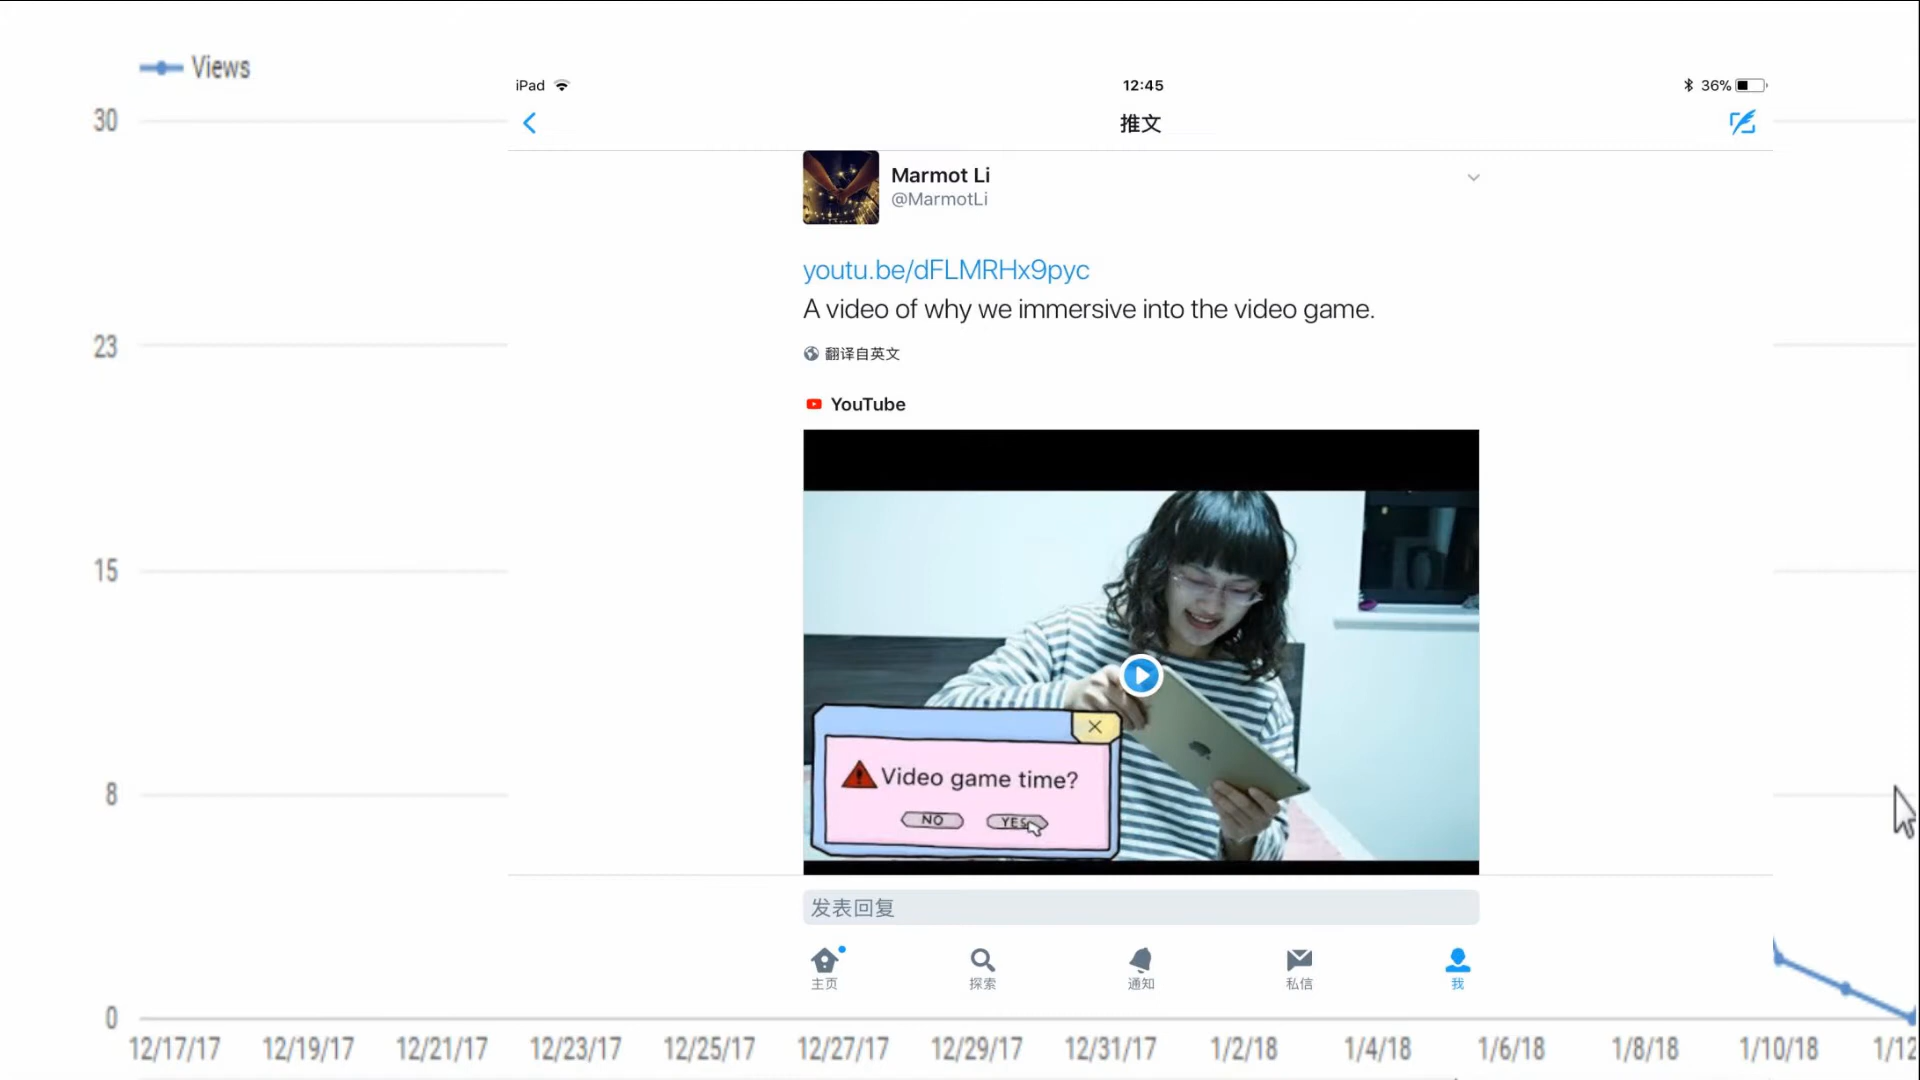 Views
30
23
15
8
0
12/17/17 12/19/17 12/21/17 12/23/17 12/25/17 12/27/17 12/29/17 12/31/17 1/2/18 1/4/18 1/6/18 1/8/18 1/10/18 1/12
iPad 12:45 36%
推文
Marmot Li
@MarmotLi
youtu.be/dFLMRHx9pyc
A video of why we immersive into the video game.
翻译自英文
YouTube
Video game time?
NO YES
发表回复
主页 探索 通知 私信 我